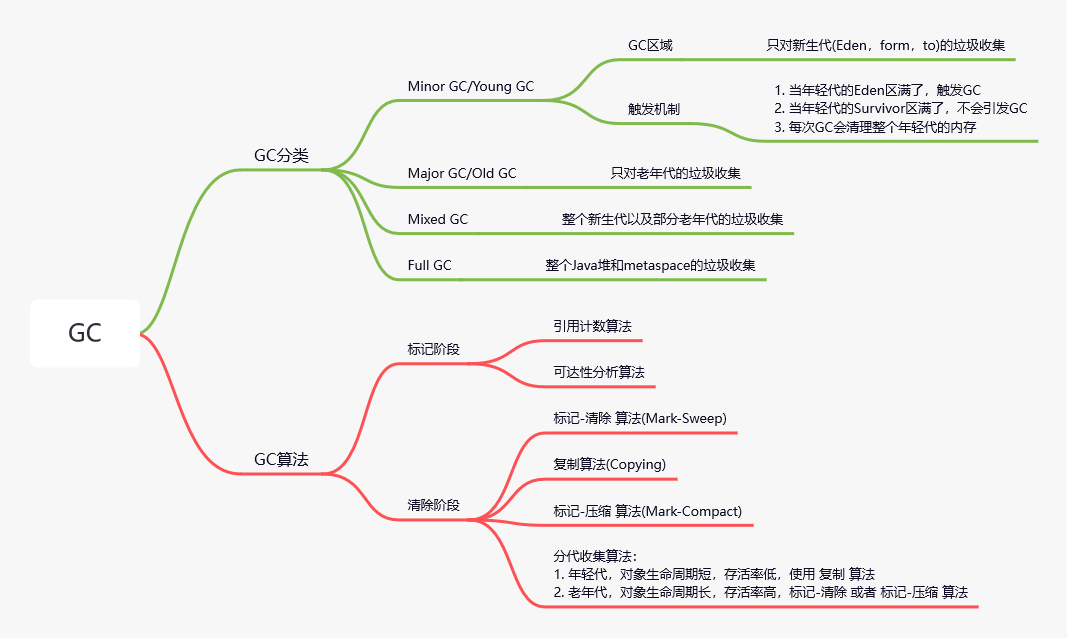 GC
GC分类
Minor GC/Young GC
GC区域
只对新生代(Eden，form，to)的垃圾收集
触发机制
1. 当年轻代的Eden区满了，触发GC
2. 当年轻代的Survivor区满了，不会引发GC
3. 每次GC会清理整个年轻代的内存
Major GC/Old GC
只对老年代的垃圾收集
Mixed GC
整个新生代以及部分老年代的垃圾收集
Full GC
整个Java堆和metaspace的垃圾收集
GC算法
标记阶段
引用计数算法
可达性分析算法
清除阶段
标记-清除 算法(Mark-Sweep)
复制算法(Copying)
标记-压缩 算法(Mark-Compact)
分代收集算法：
1. 年轻代，对象生命周期短，存活率低，使用 复制 算法
2. 老年代，对象生命周期长，存活率高，标记-清除 或者 标记-压缩 算法